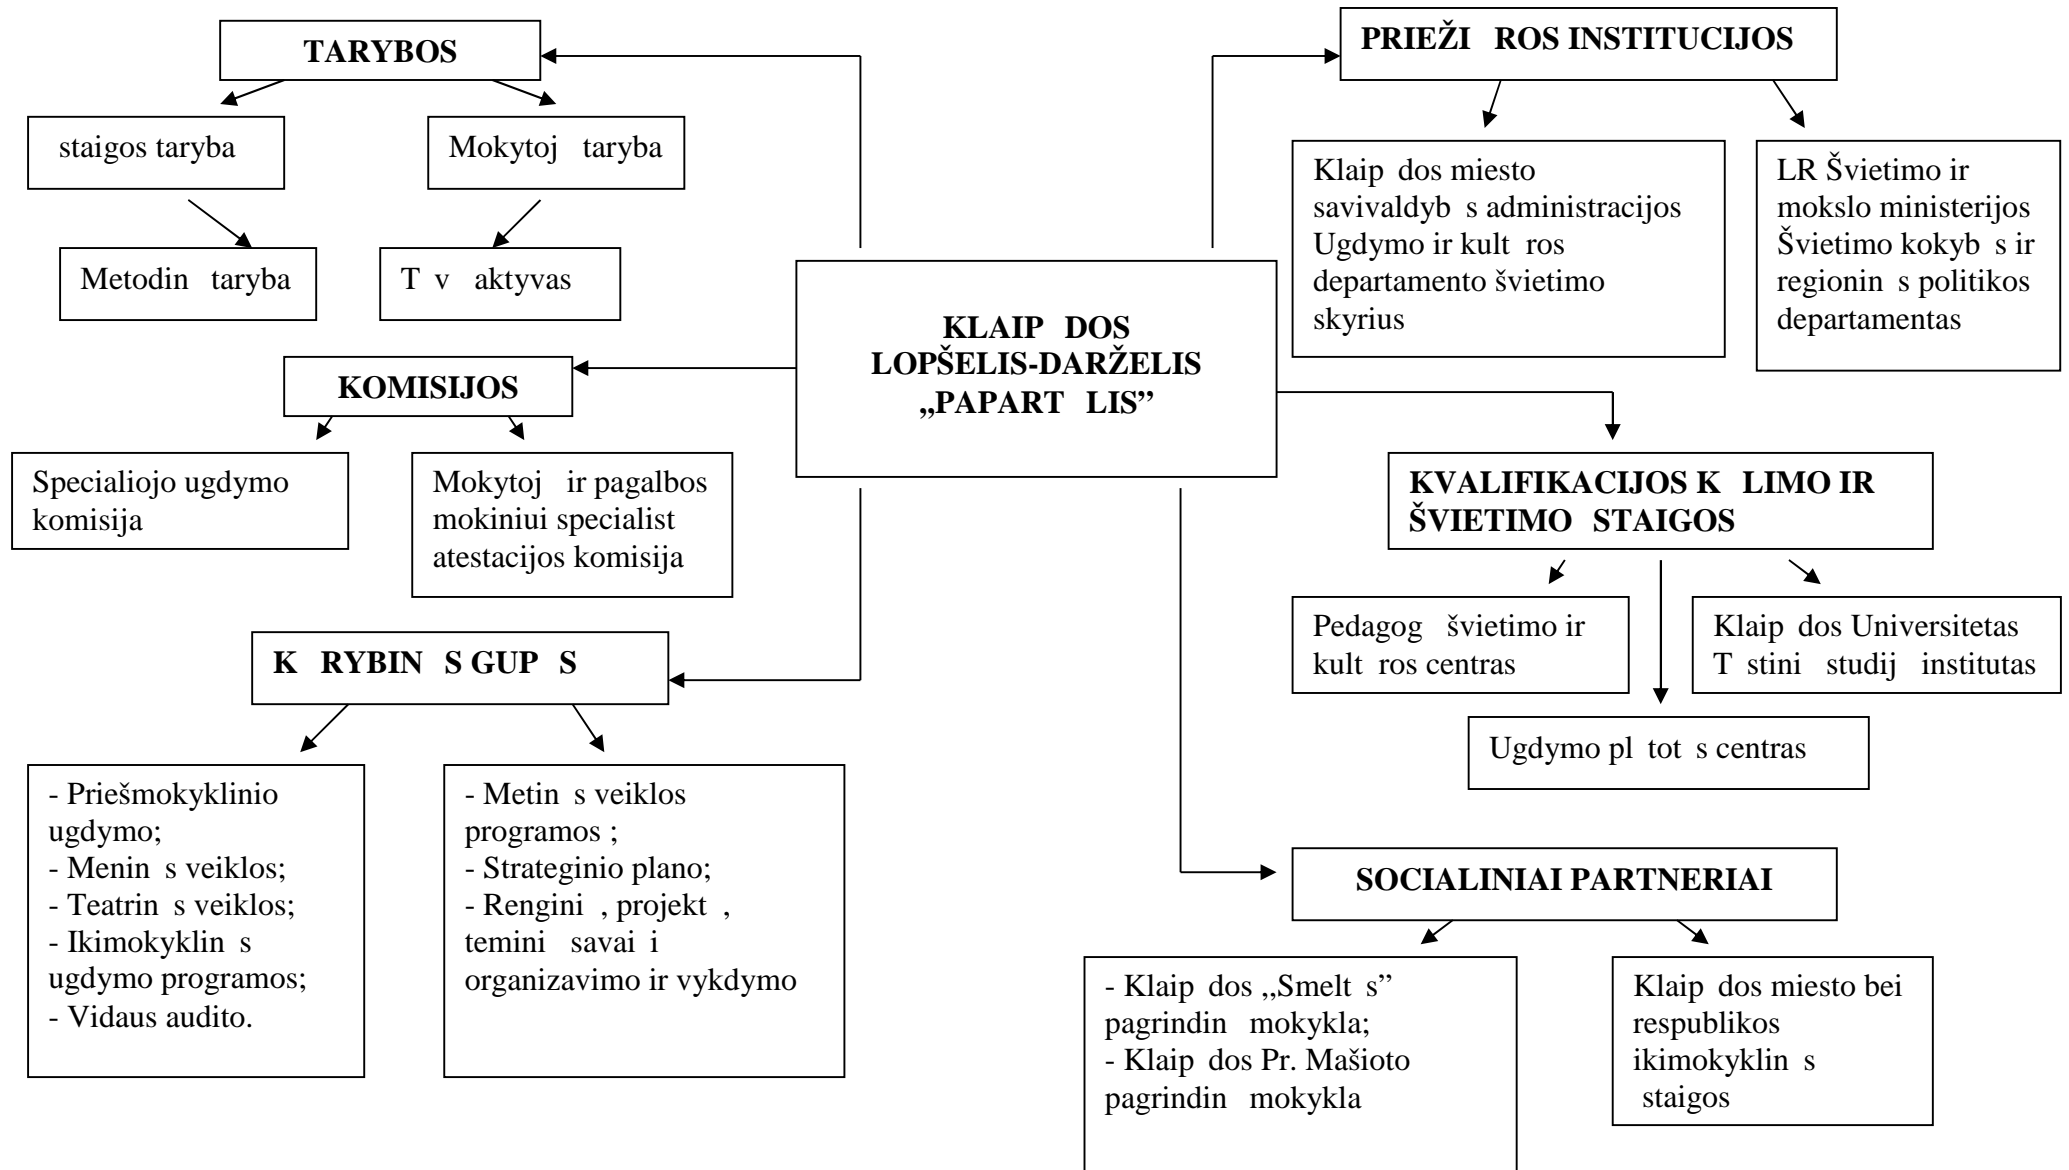 TARYBOS
staigos taryba
Mokytoj taryba
Metodin taryba
T v aktyvas
KOMISIJOS
Specialiojo ugdymo
komisija
Mokytoj ir pagalbos
mokiniui specialist
atestacijos komisija
K RYBIN S GUP S
- Priešmokyklinio
ugdymo;
- Menin s veiklos;
- Teatrin s veiklos;
- Ikimokyklin s
ugdymo programos;
- Vidaus audito.
- Metin s veiklos
programos ;
- Strateginio plano;
- Rengini , projekt ,
temini savai i
organizavimo ir vykdymo
KLAIP DOS
LOPŠELIS-DARŽELIS
„PAPART LIS”
PRIEŽI ROS INSTITUCIJOS
Klaip dos miesto
savivaldyb s administracijos
Ugdymo ir kult ros
departamento švietimo
skyrius
LR Švietimo ir
mokslo ministerijos
Švietimo kokyb s ir
regionin s politikos
departamentas
KVALIFIKACIJOS K LIMO IR
ŠVIETIMO STAIGOS
Pedagog švietimo ir
kult ros centras
Klaip dos Universitetas
T stini studij institutas
Ugdymo pl tot s centras
SOCIALINIAI PARTNERIAI
- Klaip dos „Smelt s”
pagrindin mokykla;
- Klaip dos Pr. Mašioto
pagrindin mokykla
Klaip dos miesto bei
respublikos
ikimokyklin s
staigos